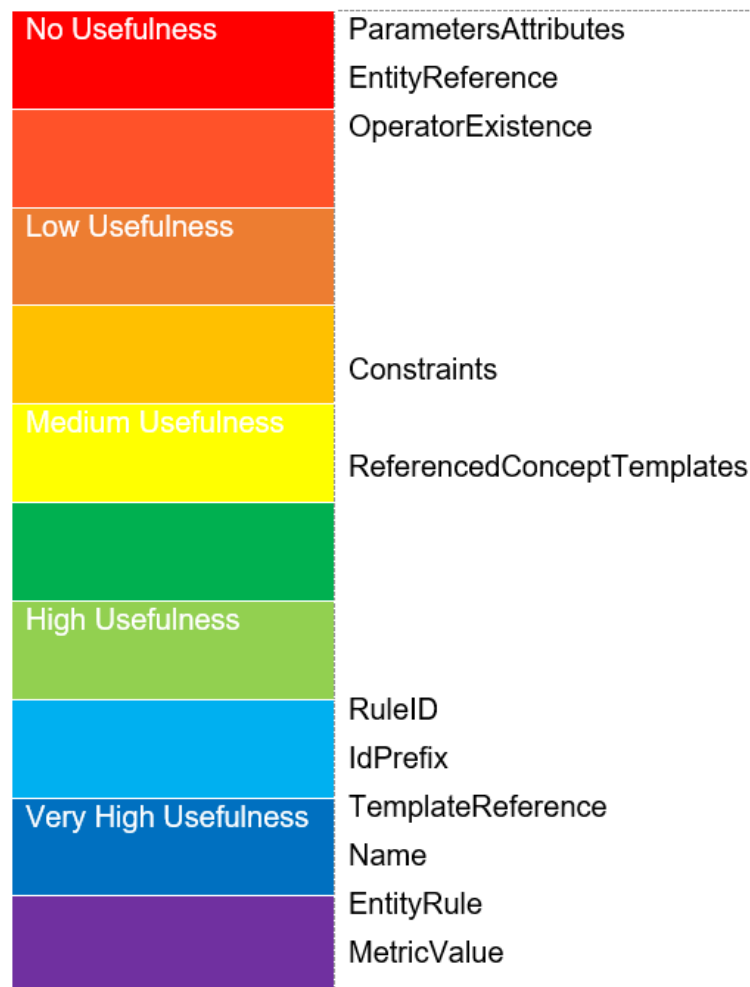 No Usefulness
ParametersAttributes
EntityReference
OperatorExistence
Low Usefulness
Constraints
Medium Usefulness
ReferencedConceptTemplates
High Usefulness
RuleID
IdPrefix
Very High Usefulness
TemplateReference
Name
EntityRule
MetricValue